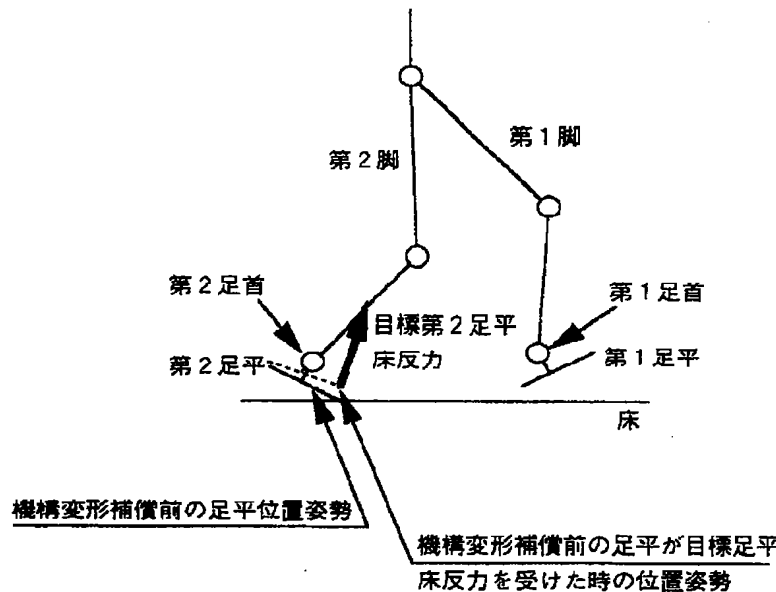 第1脚
第2脚
第2足首
第1足首
目標第2足平
床反力
第2足平
第1足平
床
機構変形補償前の足平位置姿勢
機構変形補償前の足平が目標足平
床反力を受けた時の位置姿勢